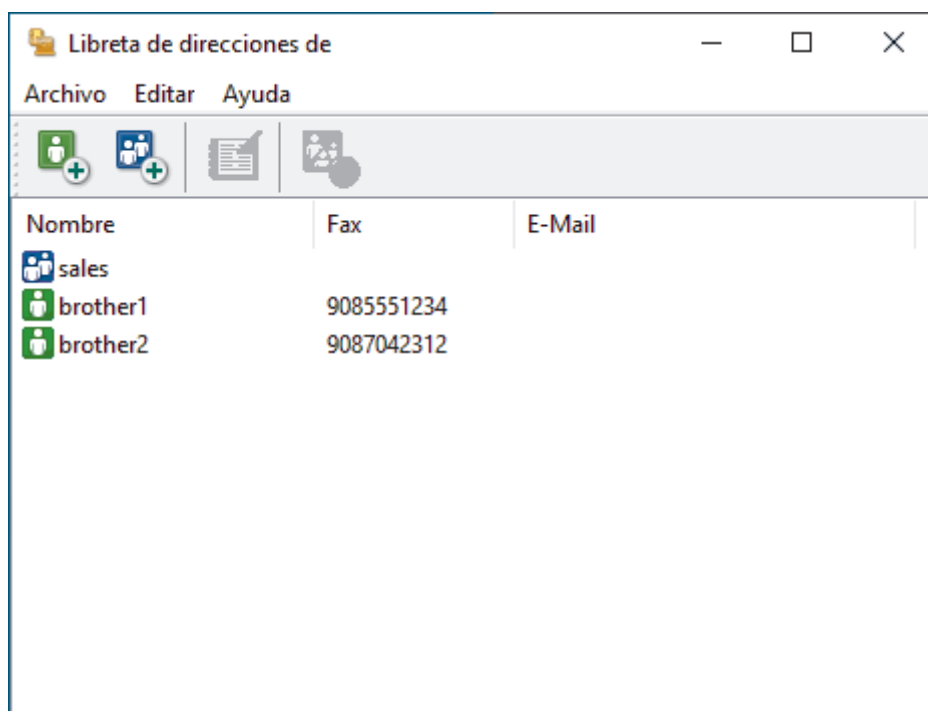 Libreta de direcciones de
Archivo Editar Ayuda
Nombre Fax E-Mail
sales
brother1 9085551234
brother2 9087042312